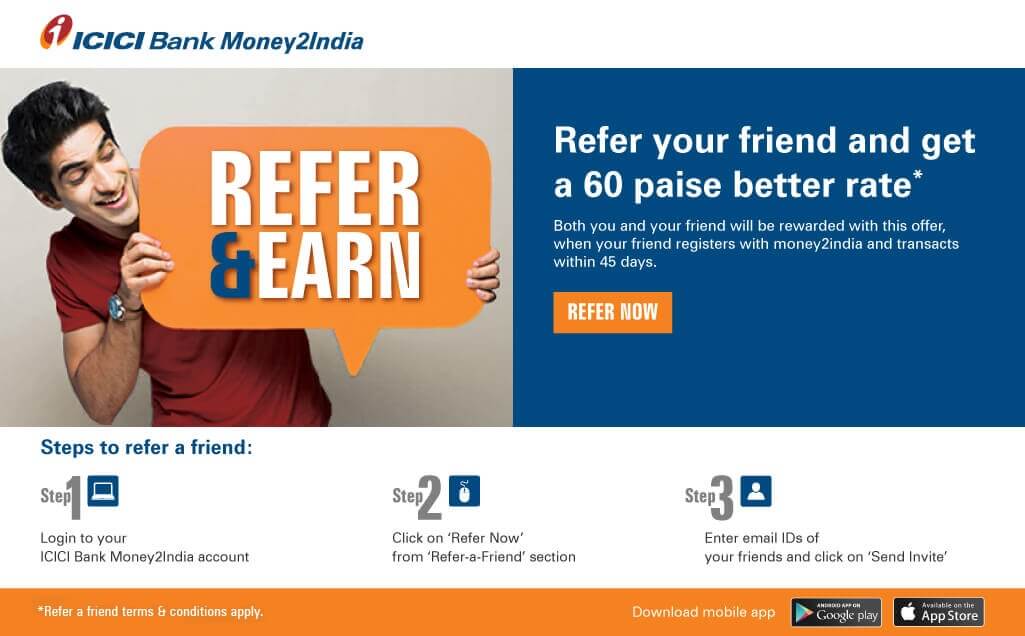 ICICI Bank Money2India
REFER
&EARN
Refer your friend and get
a 60 paise better rate*
Both you and your friend will be rewarded with this offer,
when your friend registers with money2india and transacts
within 45 days.
REFER NOW
Steps to refer a friend:
Step1
Login to your
ICICI Bank Money2India account
Step2
Click on ‘Refer Now’
from ‘Refer-a-Friend’ section
Step3
Enter email IDs of
your friends and click on ‘Send Invite’
*Refer a friend terms & conditions apply.
Download mobile app
ANDROID APP ON
Google play
Available on the
App Store